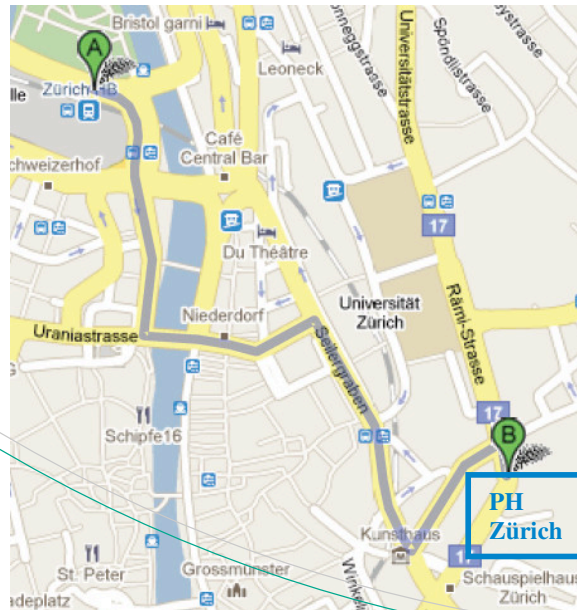 Bristol garni
A
Leoneck
Zürich HB
Universitätstrasse
Spöndlistrasse
Café
Central Bar
chweizerhof
17
Du Théâtre
Universität
Zürich
Rämi-Strasse
Niederdorf
Uraniastrasse
Seilergraben
17
B
Schipfe16
PH
Zürich
Kunsthaus
17
St. Peter
Grossmünster
Schauspielhaus
Zürich
adeplatz